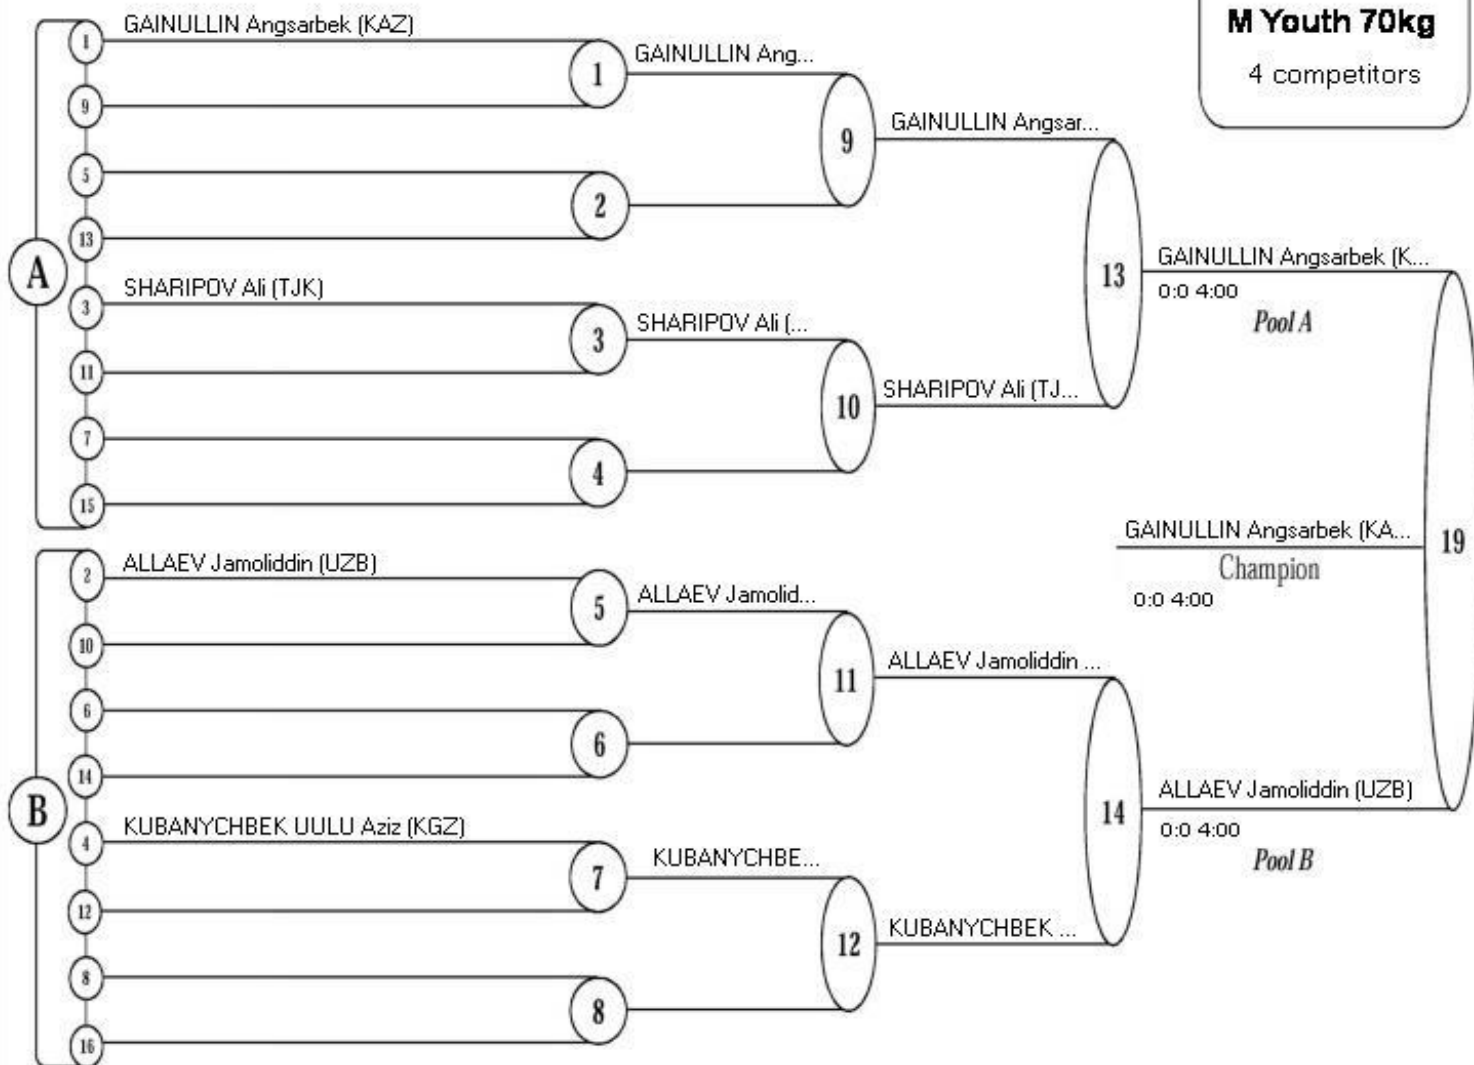 M Youth 70kg
4 competitors
A
1
GAINULLIN Angsarbek (KAZ)
9
5
13
3
SHARIPOV Ali (TJK)
11
7
15
B
2
ALLAEV Jamoliddin (UZB)
10
6
14
4
KUBANYCHBEK UULU Aziz (KGZ)
12
8
16
1
GAINULLIN Ang...
2
3
SHARIPOV Ali (...
4
5
ALLAEV Jamolid...
6
7
KUBANYCHBE...
8
9
GAINULLIN Angsar...
10
SHARIPOV Ali (TJ...
11
ALLAEV Jamoliddin ...
12
KUBANYCHBEK ...
13
GAINULLIN Angsarbek (K...
0:0 4:00
Pool A
14
ALLAEV Jamoliddin (UZB)
0:0 4:00
Pool B
GAINULLIN Angsarbek (KA...
19
Champion
0:0 4:00